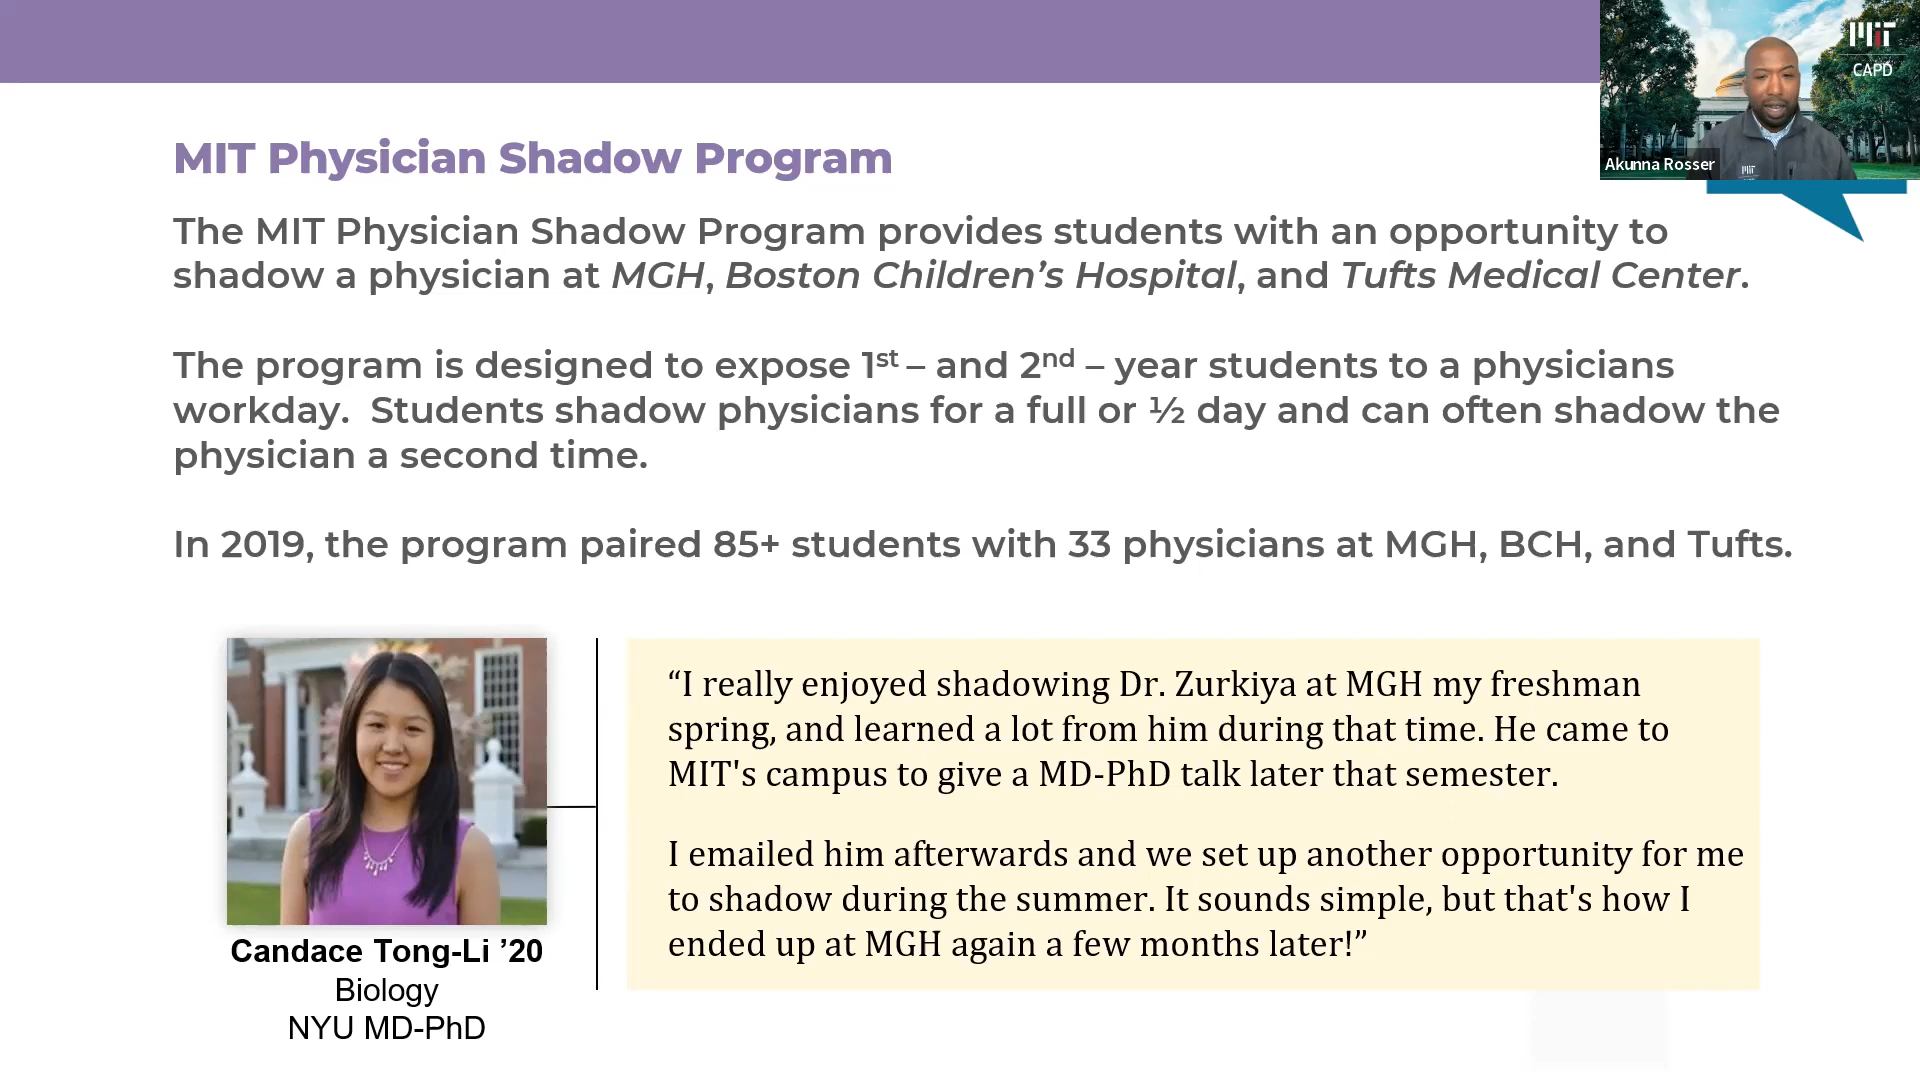 MIT
CAPD
Akunna Rosser
MIT
MIT Physician Shadow Program
The MIT Physician Shadow Program provides students with an opportunity to
shadow a physician at MGH, Boston Children’s Hospital, and Tufts Medical Center.
The program is designed to expose 1st – and 2nd – year students to a physicians
workday.  Students shadow physicians for a full or ½ day and can often shadow the
physician a second time.
In 2019, the program paired 85+ students with 33 physicians at MGH, BCH, and Tufts.
“I really enjoyed shadowing Dr. Zurkiya at MGH my freshman
spring, and learned a lot from him during that time. He came to
MIT's campus to give a MD-PhD talk later that semester.
I emailed him afterwards and we set up another opportunity for me
to shadow during the summer. It sounds simple, but that's how I
ended up at MGH again a few months later!”
Candace Tong-Li ’20
Biology
NYU MD-PhD